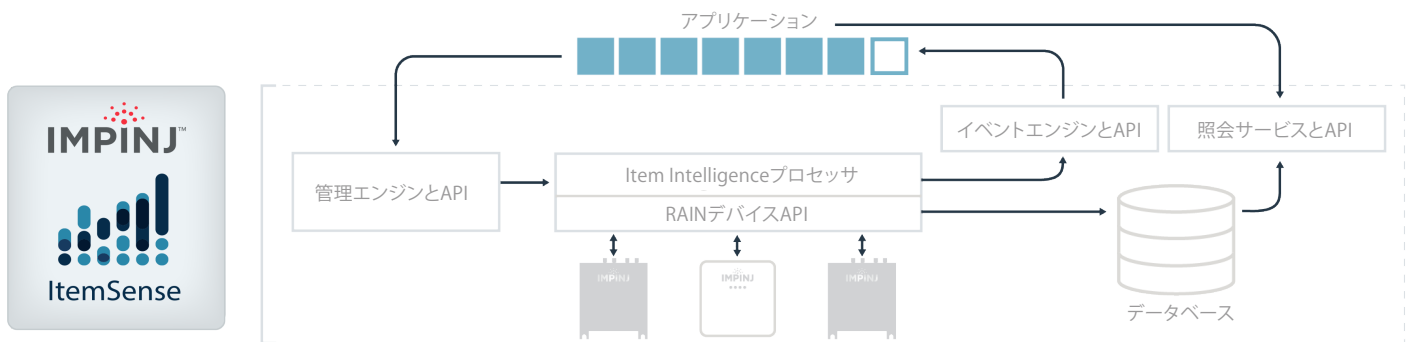 アプリケーション
IMPINJ™
ItemSense
管理エンジンとAPI
Item Intelligenceプロセッサ
RAINデバイスAPI
イベントエンジンとAPI
照会サービスとAPI
IMPINJ
IMPINJ
IMPINJ
データベース